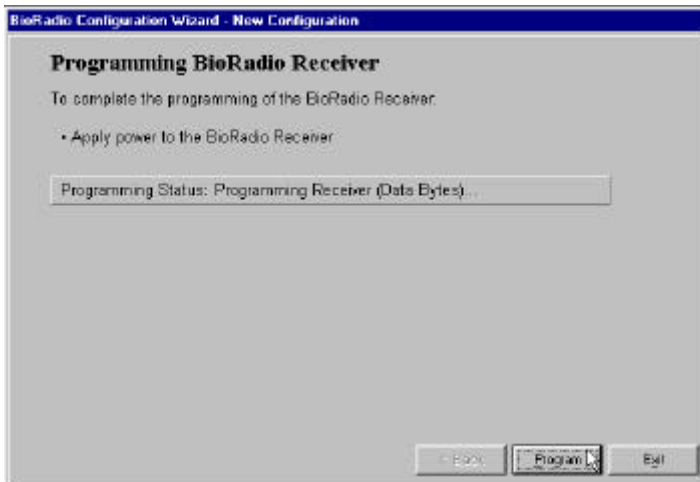 BioRadio Configuration Wizard - New Configuration
Programming BioRadio Receiver
To complete the programming of the BioRadio Receiver:
• Apply power to the BioRadio Receiver
Programming Status: Programming Receiver (Data Bytes)...
< Back Program Exit